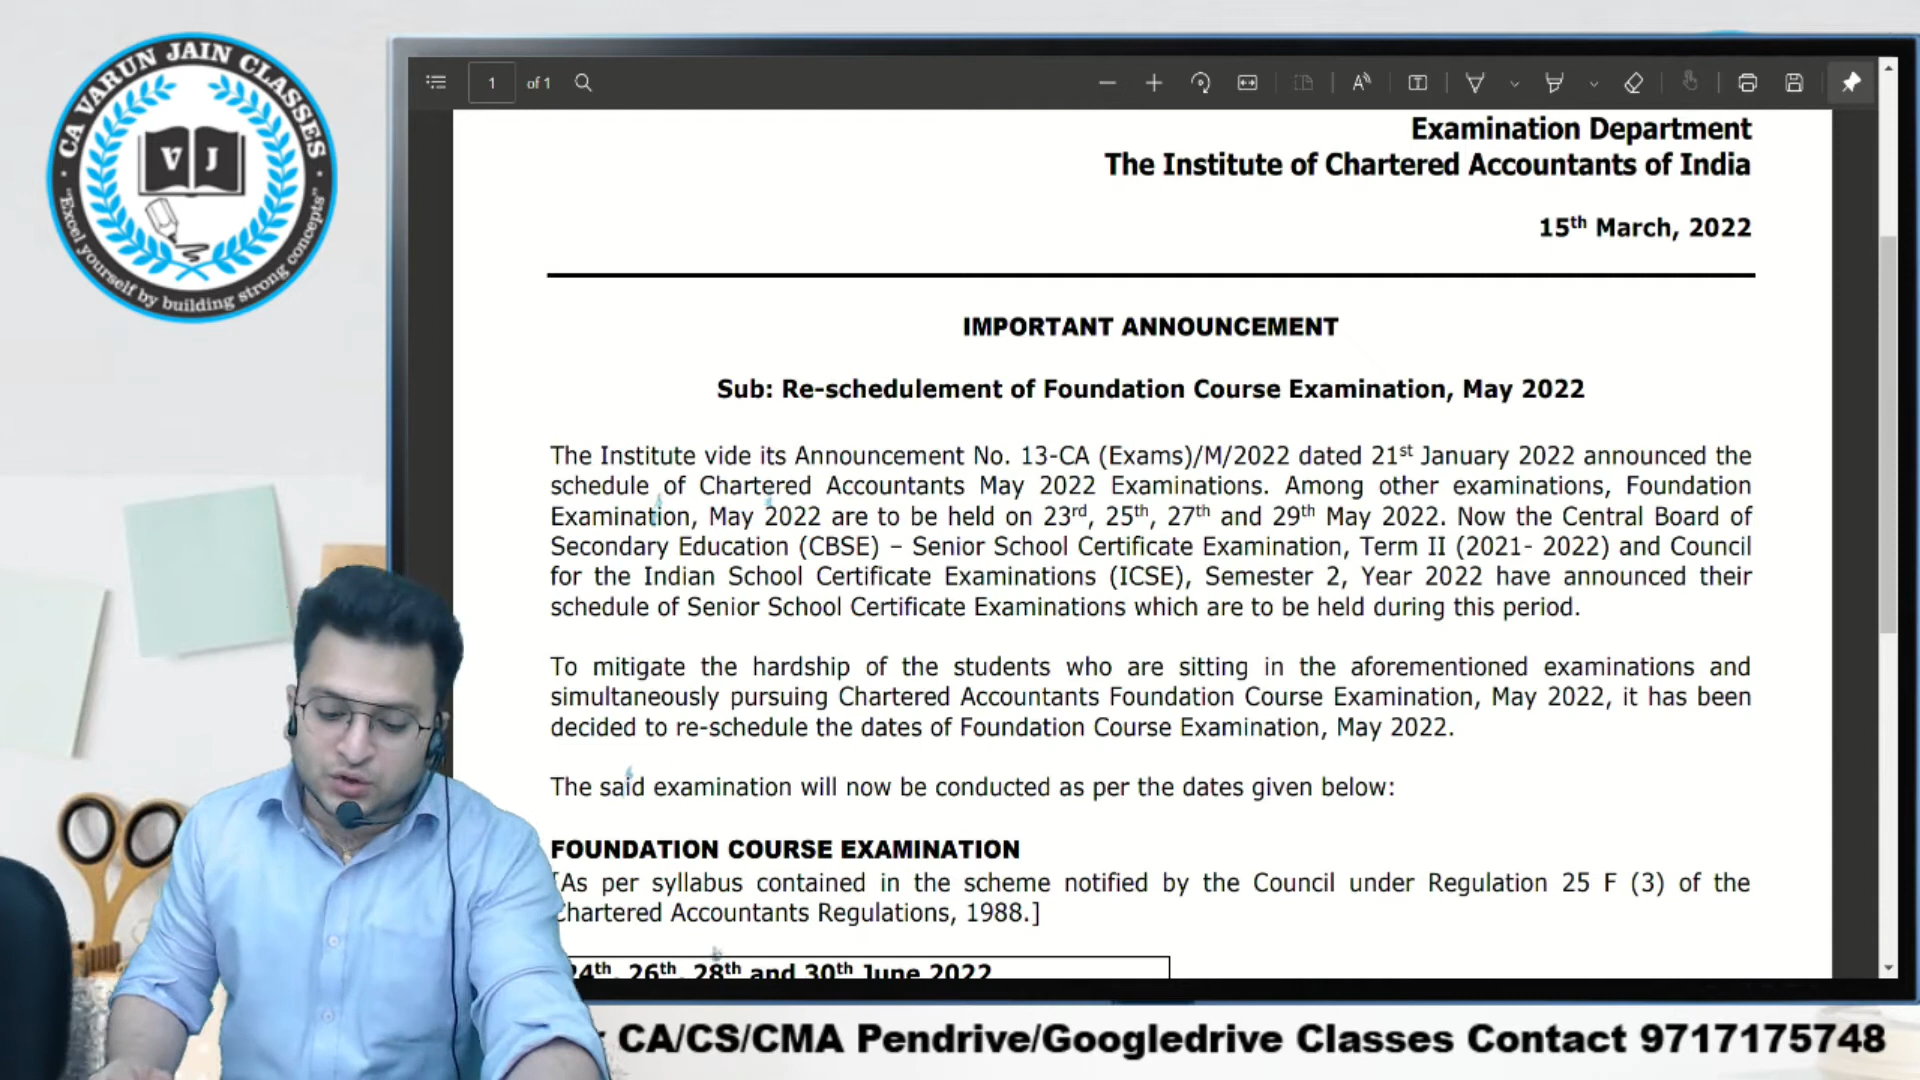 CA VARUN JAIN CLASSES
V J
"Excel yourself by building strong concepts"
1 of 1
Examination Department
The Institute of Chartered Accountants of India
15th March, 2022
IMPORTANT ANNOUNCEMENT
Sub: Re-schedulement of Foundation Course Examination, May 2022
The Institute vide its Announcement No. 13-CA (Exams)/M/2022 dated 21st January 2022 announced the
schedule of Chartered Accountants May 2022 Examinations. Among other examinations, Foundation
Examination, May 2022 are to be held on 23rd, 25th, 27th and 29th May 2022. Now the Central Board of
Secondary Education (CBSE) – Senior School Certificate Examination, Term II (2021- 2022) and Council
for the Indian School Certificate Examinations (ICSE), Semester 2, Year 2022 have announced their
schedule of Senior School Certificate Examinations which are to be held during this period.
To mitigate the hardship of the students who are sitting in the aforementioned examinations and
simultaneously pursuing Chartered Accountants Foundation Course Examination, May 2022, it has been
decided to re-schedule the dates of Foundation Course Examination, May 2022.
The said examination will now be conducted as per the dates given below:
FOUNDATION COURSE EXAMINATION
[As per syllabus contained in the scheme notified by the Council under Regulation 25 F (3) of the
Chartered Accountants Regulations, 1988.]
24th, 26th, 28th and 30th June 2022
CA/CS/CMA Pendrive/Googledrive Classes Contact 9717175748